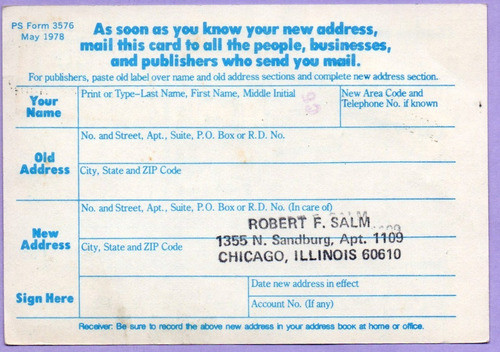 PS Form 3576
May 1978
As soon as you know your new address,
mail this card to all the people, businesses,
and publishers who send you mail.
For publishers, paste old label over name and old address sections and complete new address section.
Your
Name
Print or Type-Last Name, First Name, Middle Initial
New Area Code and
Telephone No. if known
Old
Address
No. and Street, Apt., Suite, P.O. Box or R.D. No.
City, State and ZIP Code
New
Address
No. and Street, Apt., Suite, P.O. Box or R.D. No. (In care of)
ROBERT F. SALM
1355 N. Sandburg, Apt. 1109
City, State and ZIP Code
CHICAGO, ILLINOIS 60610
Sign Here
Date new address in effect
Account No. (If any)
Receiver: Be sure to record the above new address in your address book at home or office.